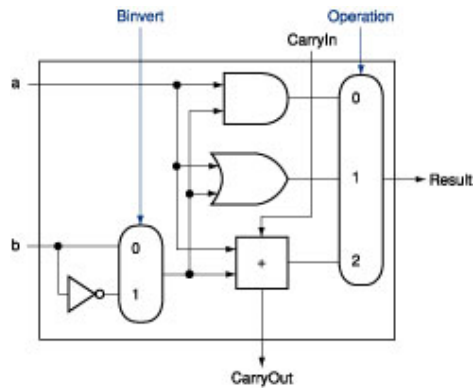 Binvert
Operation
CarryIn
a
0
1
Result
b
0
+
2
1
CarryOut